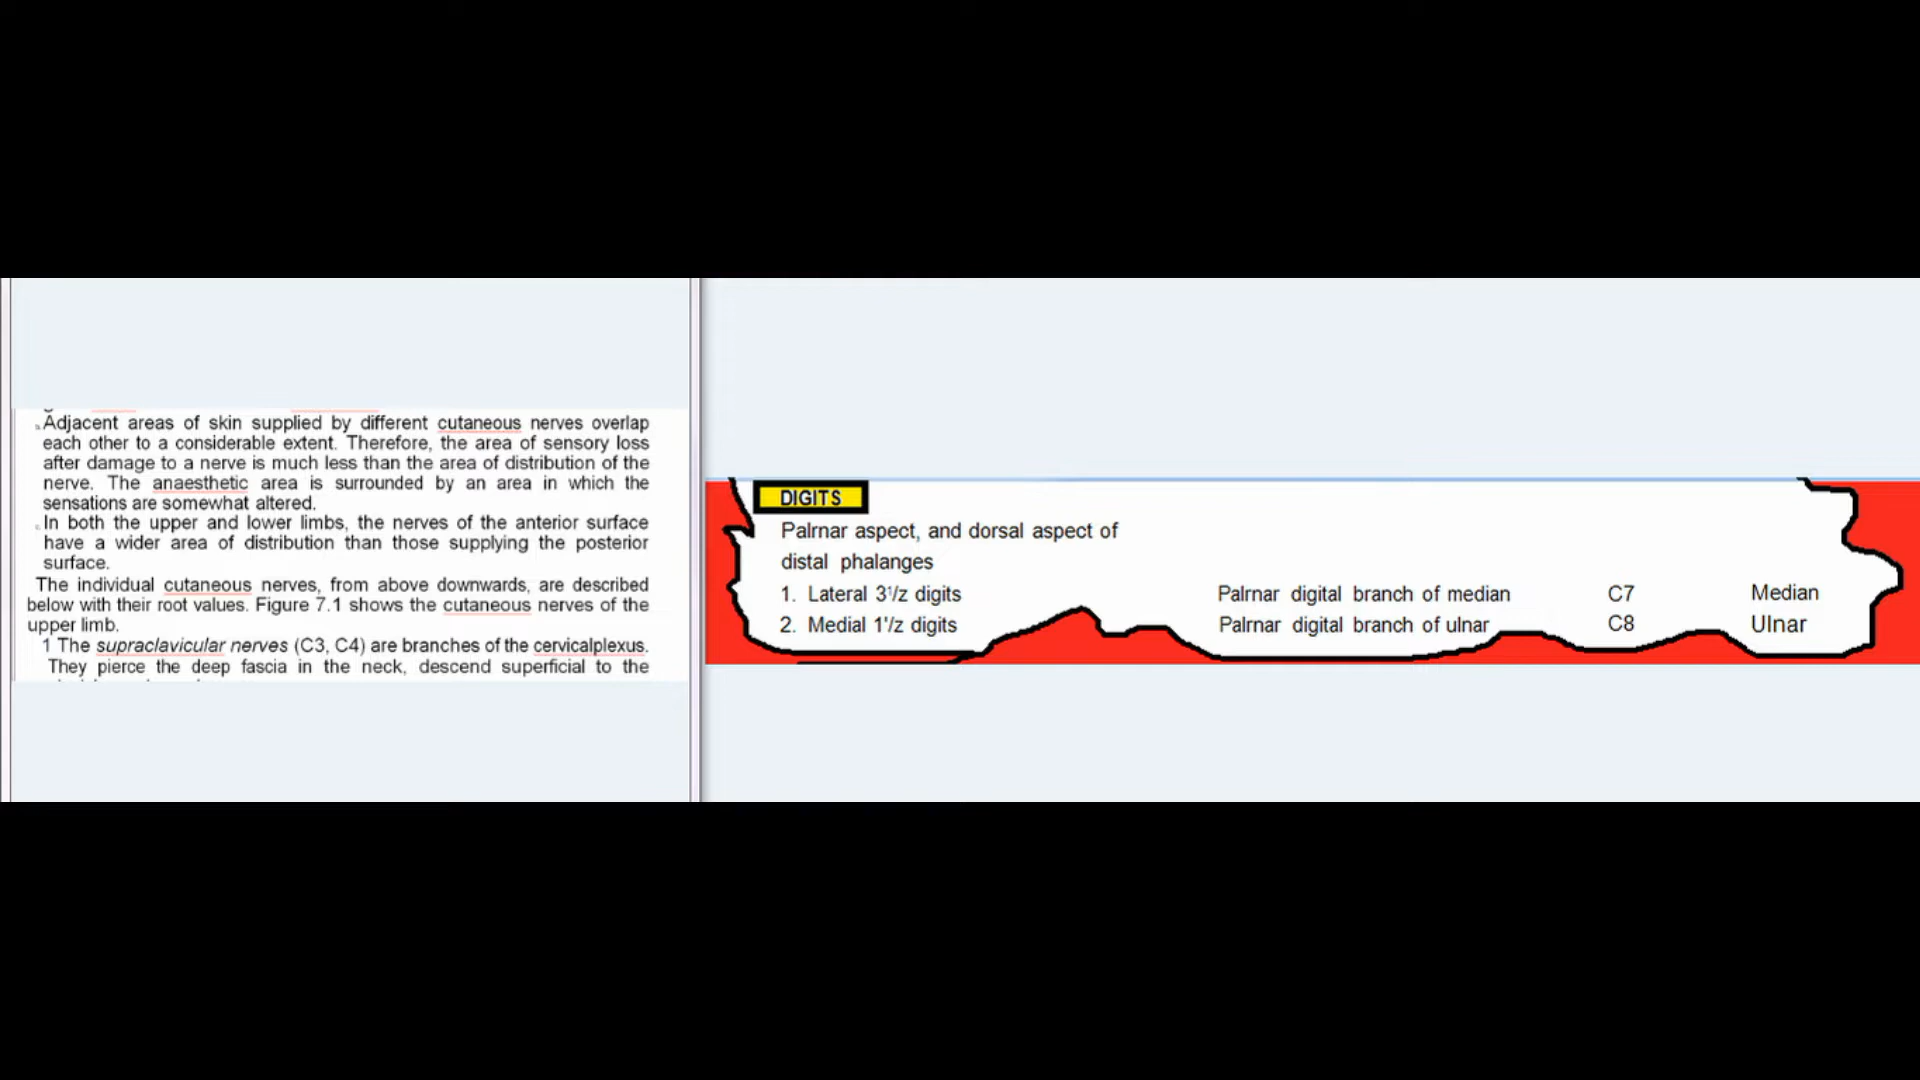 Adjacent areas of skin supplied by different cutaneous nerves overlap
each other to a considerable extent. Therefore, the area of sensory loss
after damage to a nerve is much less than the area of distribution of the
nerve. The anaesthetic area is surrounded by an area in which the
sensations are somewhat altered.
In both the upper and lower limbs, the nerves of the anterior surface
have a wider area of distribution than those supplying the posterior
surface.
The individual cutaneous nerves, from above downwards, are described
below with their root values. Figure 7.1 shows the cutaneous nerves of the
upper limb.
1 The supraclavicular nerves (C3, C4) are branches of the cervicalplexus.
They pierce the deep fascia in the neck, descend superficial to the
DIGITS
Palrnar aspect, and dorsal aspect of
distal phalanges
1. Lateral 3'/z digits Palrnar digital branch of median C7 Median
2. Medial 1'/z digits Palrnar digital branch of ulnar C8 Ulnar